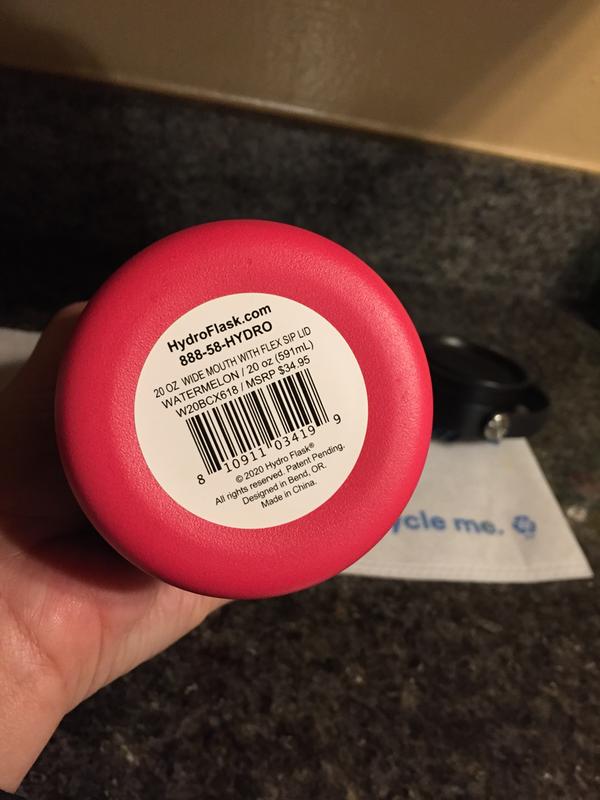 HydroFlask.com
888-58-HYDRO
20 OZ WIDE MOUTH WITH FLEX SIP LID
WATERMELON / 20 oz (591mL)
W20BCX618 / MSRP $34.95
8 10911 03419 9
© 2020 Hydro Flask®
All rights reserved. Patent Pending.
Designed in Bend, OR.
Made in China.
ycle me.